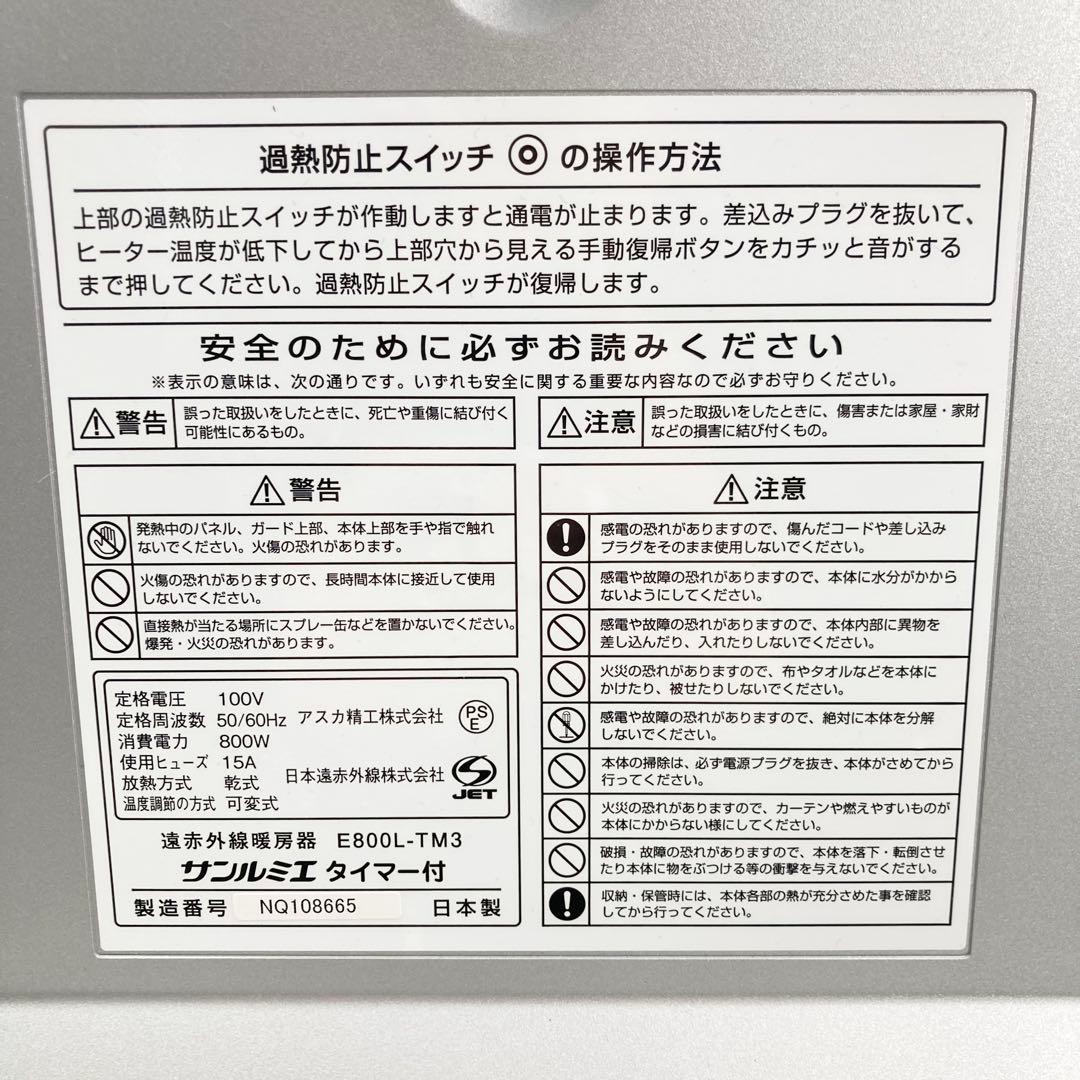 過熱防止スイッチ ◎ の操作方法
上部の過熱防止スイッチが作動しますと通電が止まります。差込みプラグを抜いて、
ヒーター温度が低下してから上部穴から見える手動復帰ボタンをカチッと音がする
まで押してください。過熱防止スイッチが復帰します。
安全のために必ずお読みください
※表示の意味は、次の通りです。いずれも安全に関する重要な内容なので必ずお守りください。
警告
誤った取扱いをしたときに、死亡や重傷に結び付く
可能性にあるもの。
注意
誤った取扱いをしたときに、傷害または家屋・家財
などの損害に結び付くもの。
警告
発熱中のパネル、ガード上部、本体上部を手や指で触れ
ないでください。火傷の恐れがあります。
火傷の恐れがありますので、長時間本体に接近して使用
しないでください。
直接熱が当たる場所にスプレー缶などを置かないでください。
爆発・火災の恐れがあります。
定格電圧 100V
定格周波数 50/60Hz
消費電力 800W
使用ヒューズ 15A
放熱方式 乾式
温度調節の方式 可変式
アスカ精工株式会社
PS
E
日本遠赤外線株式会社
JET
遠赤外線暖房器 E800L-TM3
サンルミエ タイマー付
製造番号 NQ108665 日本製
注意
感電の恐れがありますので、傷んだコードや差し込み
プラグをそのまま使用しないでください。
感電や故障の恐れがありますので、本体に水分がかから
ないようにしてください。
感電や故障の恐れがありますので、本体内部に異物を
差し込んだり、入れたりしないでください。
火災の恐れがありますので、布やタオルなどを本体に
かけたり、被せたりしないでください。
感電や故障の恐れがありますので、絶対に本体を分解
しないでください。
本体の掃除は、必ず電源プラグを抜き、本体がさめてから
行ってください。
火災の恐れがありますので、カーテンや燃えやすいものが
本体にかからない様にしてください。
破損・故障の恐れがありますので、本体を落下・転倒させ
たり本体に物をぶつける等の衝撃を与えないでください。
収納・保管時には、本体各部の熱が充分さめた事を確認
してから行ってください。